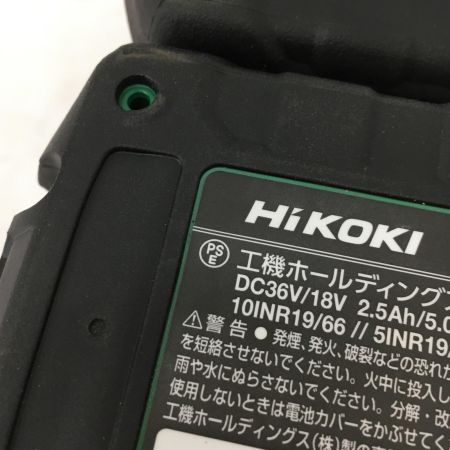 HiKOKI
PS
E
工機ホールディングス
DC36V/18V 2.5Ah/5.0
10INR19/66 // 5INR19/
⚠警告 ● 発煙、発火、破裂などの恐れ
を短絡させないでください。火中に投入し
雨や水にぬらさないでください。分解・改
使用しないときは電池カバーをかぶせてく
工機ホールディングス(株)製の